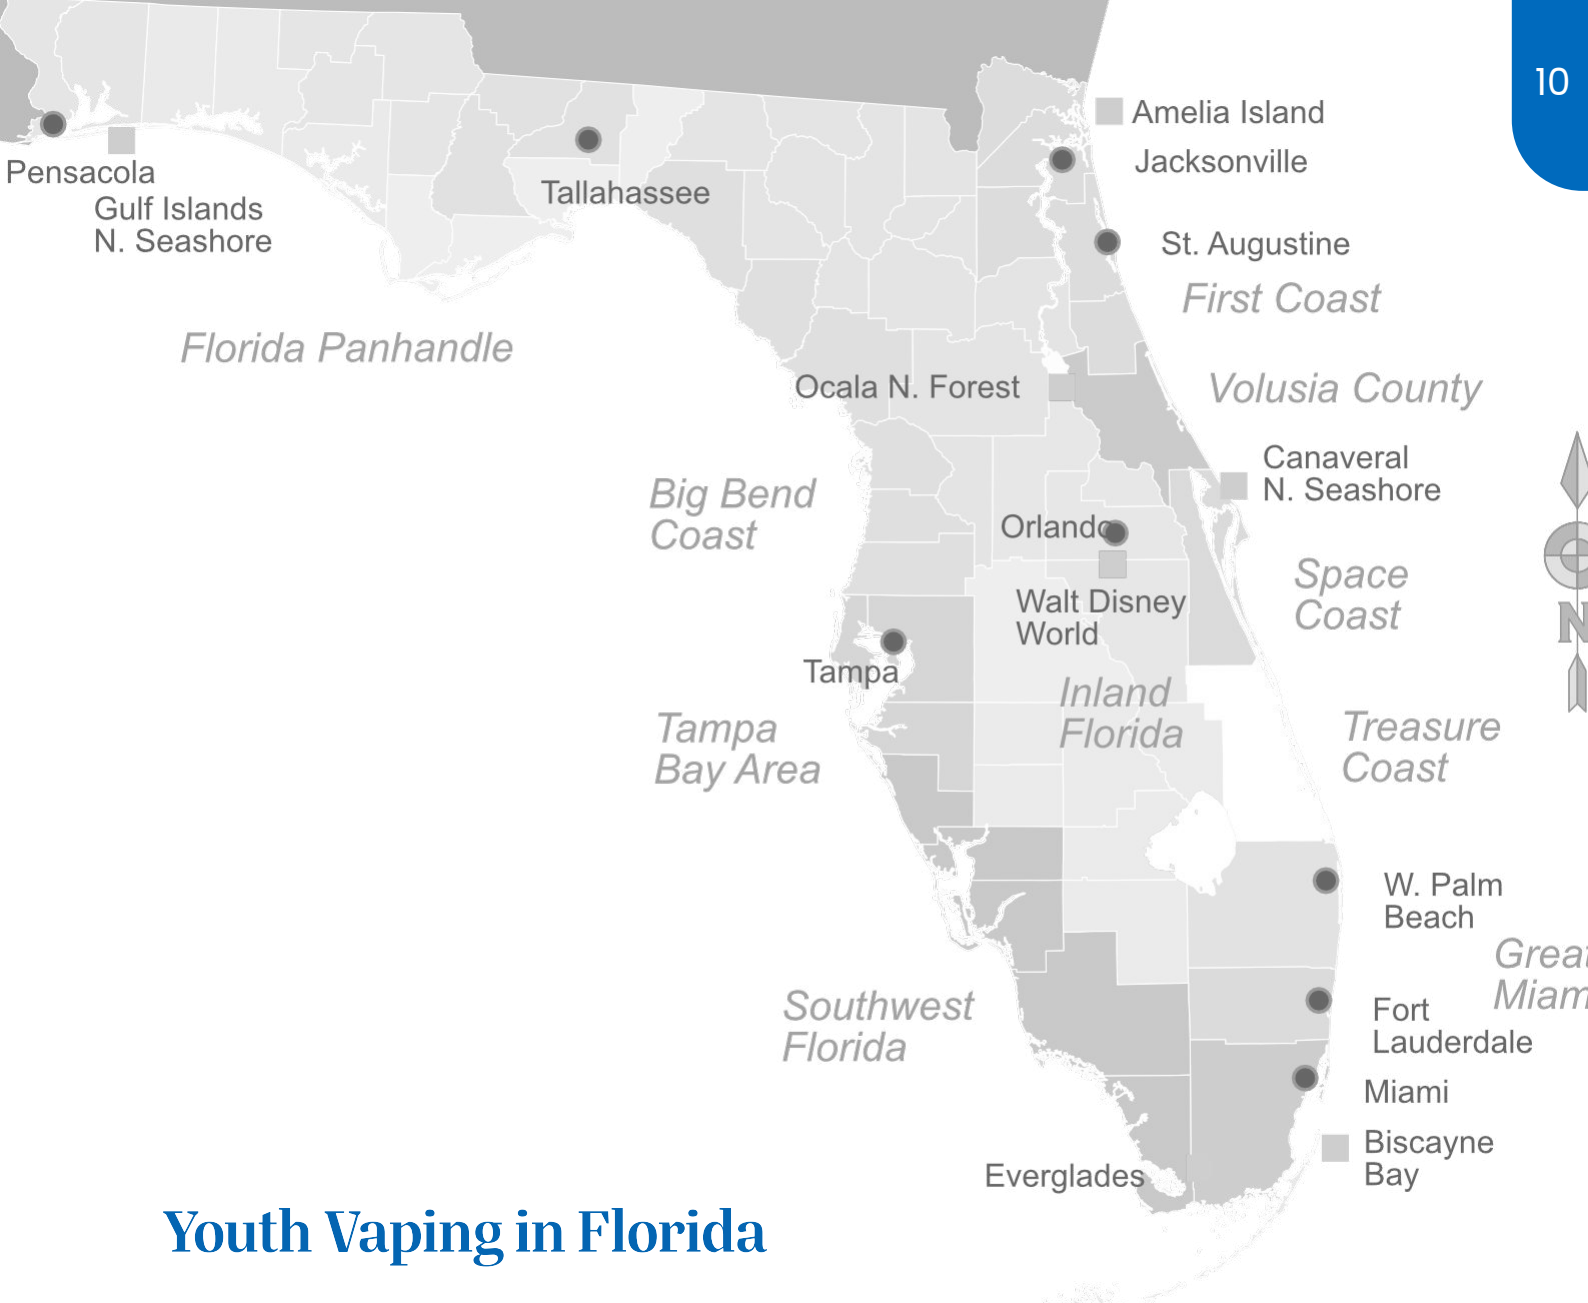 10
Amelia Island
Jacksonville
Pensacola
Gulf Islands
N. Seashore
Tallahassee
St. Augustine
First Coast
Florida Panhandle
Ocala N. Forest
Volusia County
Canaveral
N. Seashore
Big Bend
Coast
Orlando
Space
Coast
Walt Disney
World
N
Tampa
Inland
Florida
Tampa
Bay Area
Treasure
Coast
W. Palm
Beach
Great
Miam
Southwest
Florida
Fort
Lauderdale
Miami
Biscayne
Bay
Everglades
Youth Vaping in Florida